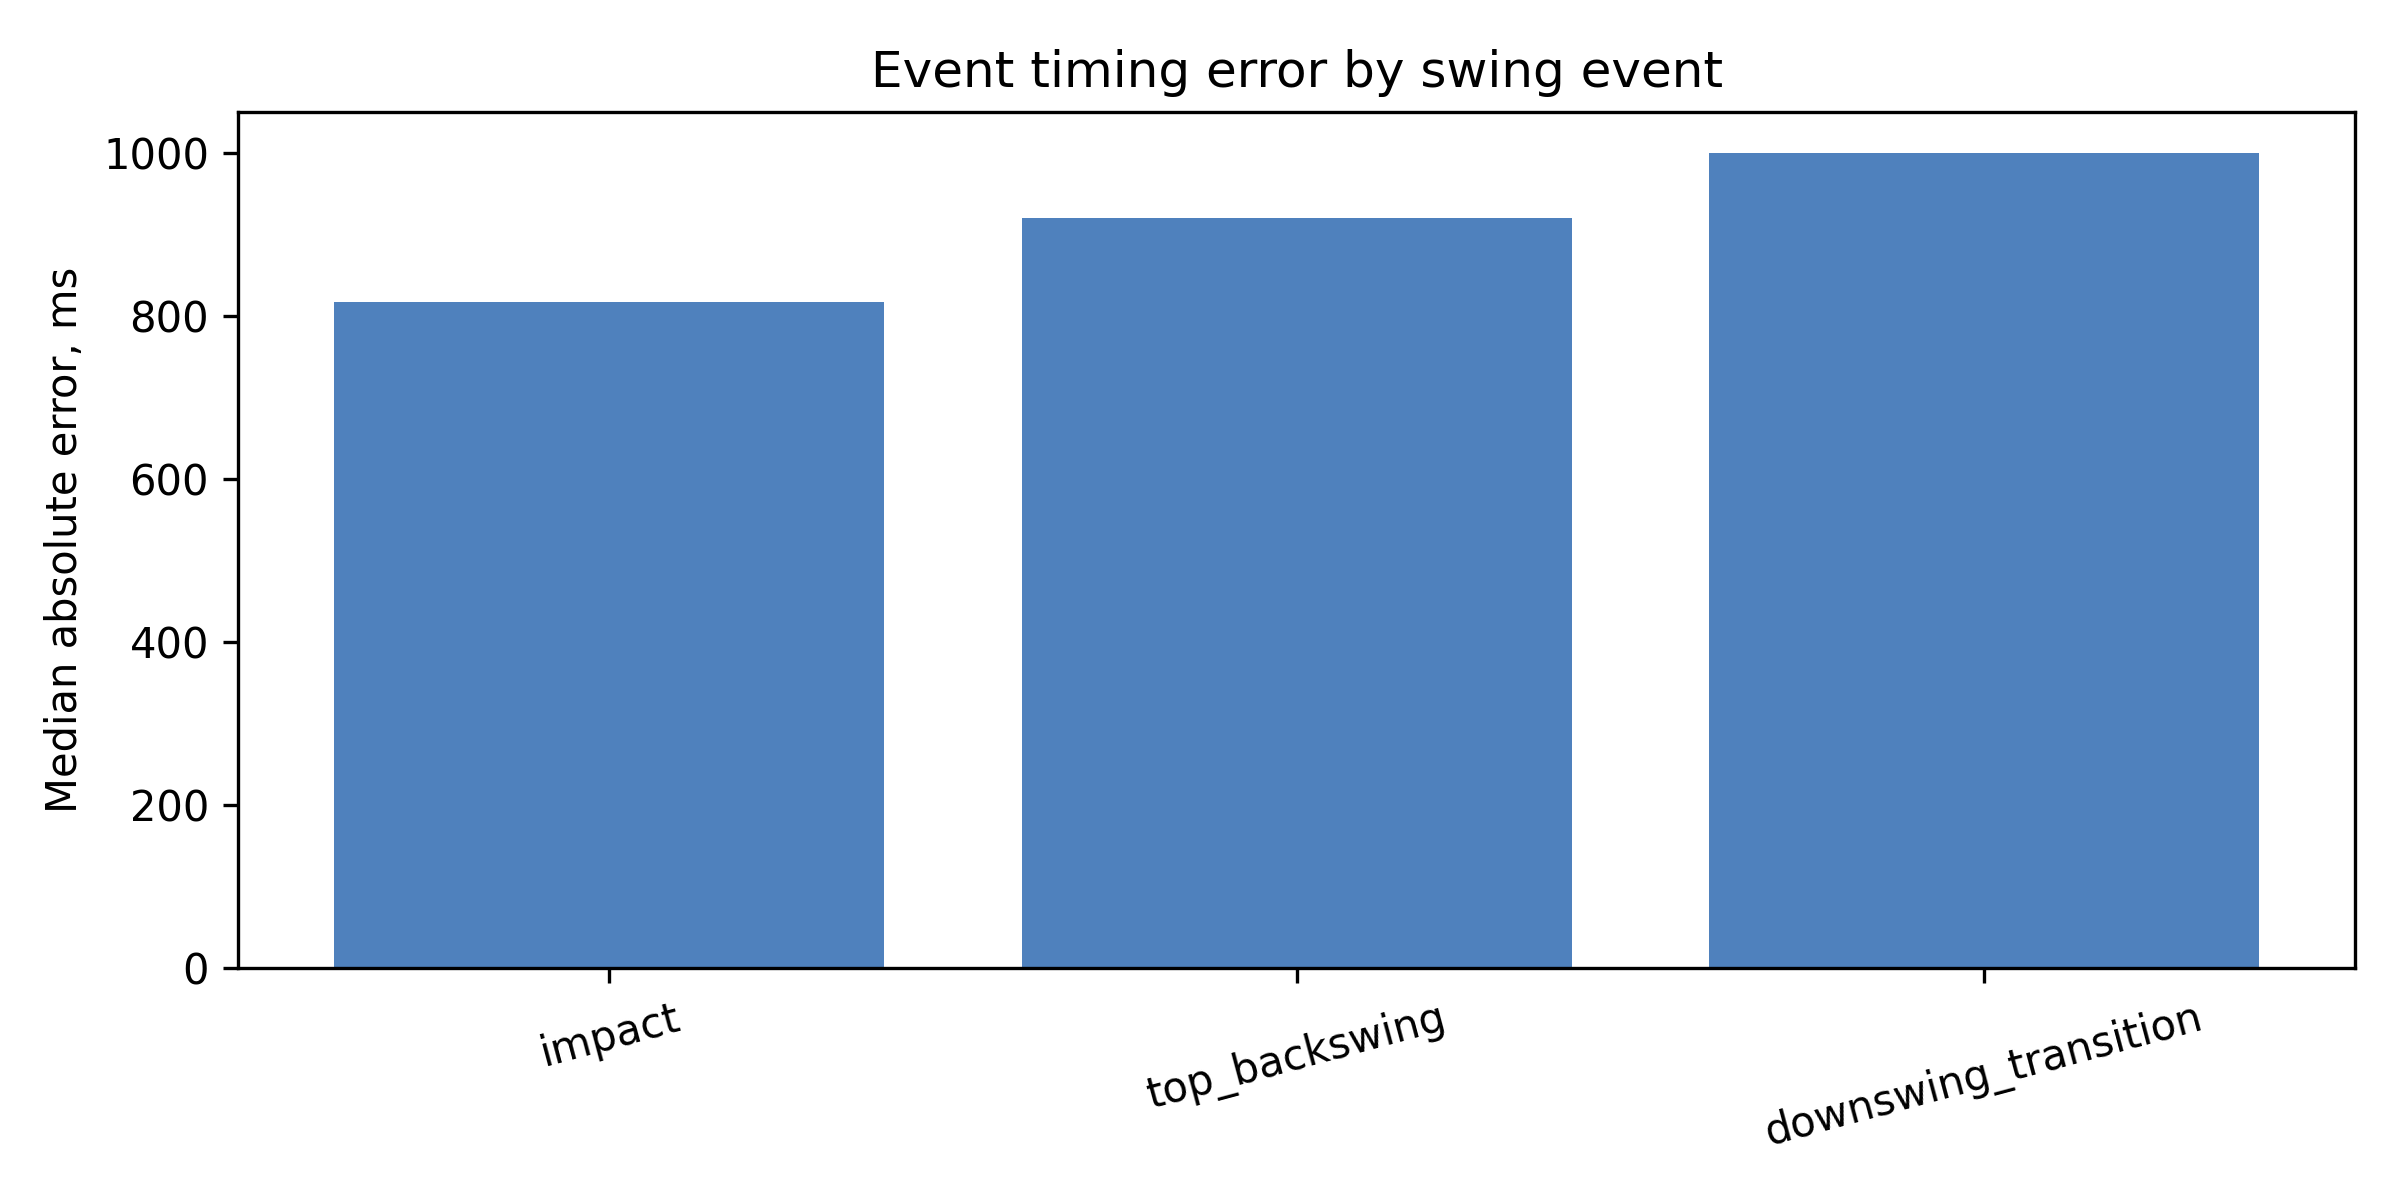 Event timing error by swing event
Median absolute error, ms
1000
800
600
400
200
0
impact
top_backswing
downswing_transition